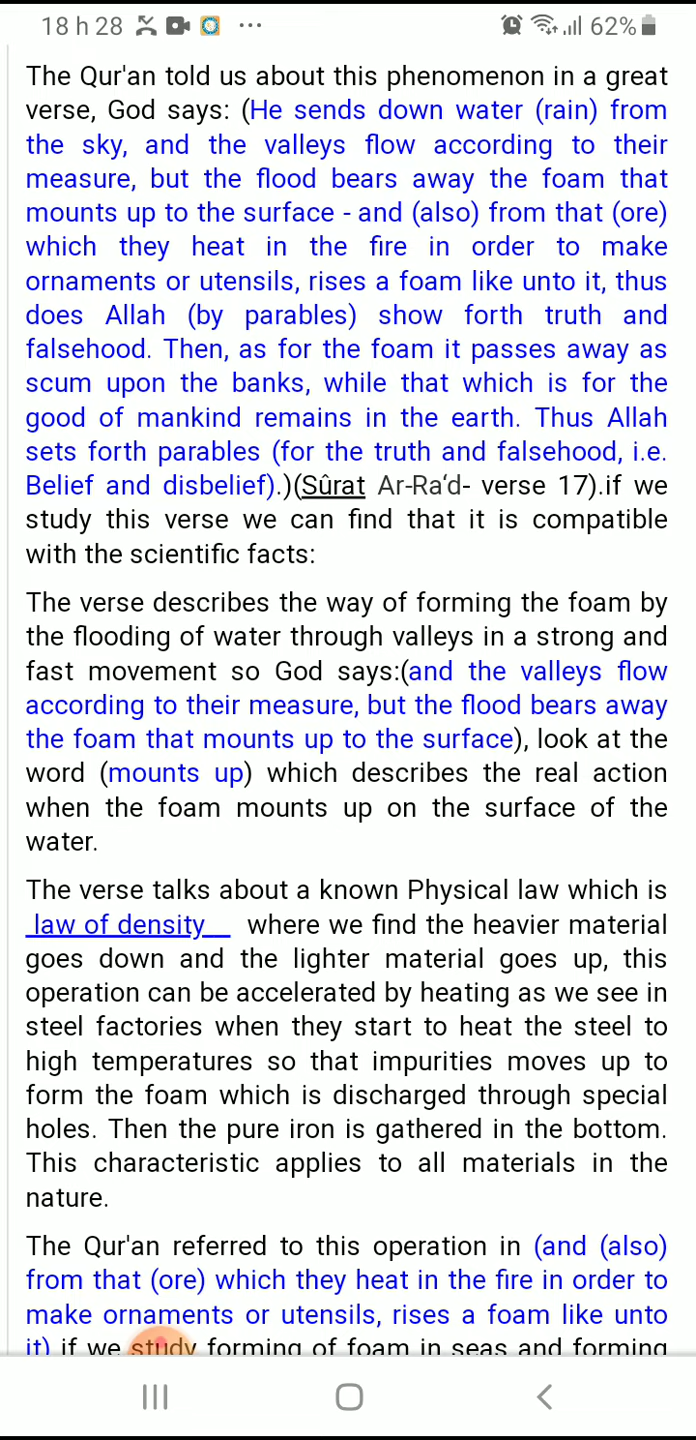 18 h 28 ... 62%
The Qur'an told us about this phenomenon in a great
verse, God says: (He sends down water (rain) from
the sky, and the valleys flow according to their
measure, but the flood bears away the foam that
mounts up to the surface - and (also) from that (ore)
which they heat in the fire in order to make
ornaments or utensils, rises a foam like unto it, thus
does Allah (by parables) show forth truth and
falsehood. Then, as for the foam it passes away as
scum upon the banks, while that which is for the
good of mankind remains in the earth. Thus Allah
sets forth parables (for the truth and falsehood, i.e.
Belief and disbelief).)(Sûrat Ar-Ra‘d- verse 17).if we
study this verse we can find that it is compatible
with the scientific facts:
The verse describes the way of forming the foam by
the flooding of water through valleys in a strong and
fast movement so God says:(and the valleys flow
according to their measure, but the flood bears away
the foam that mounts up to the surface), look at the
word (mounts up) which describes the real action
when the foam mounts up on the surface of the
water.
The verse talks about a known Physical law which is
law of density where we find the heavier material
goes down and the lighter material goes up, this
operation can be accelerated by heating as we see in
steel factories when they start to heat the steel to
high temperatures so that impurities moves up to
form the foam which is discharged through special
holes. Then the pure iron is gathered in the bottom.
This characteristic applies to all materials in the
nature.
The Qur'an referred to this operation in (and (also)
from that (ore) which they heat in the fire in order to
make ornaments or utensils, rises a foam like unto
it) if we study forming of foam in seas and forming